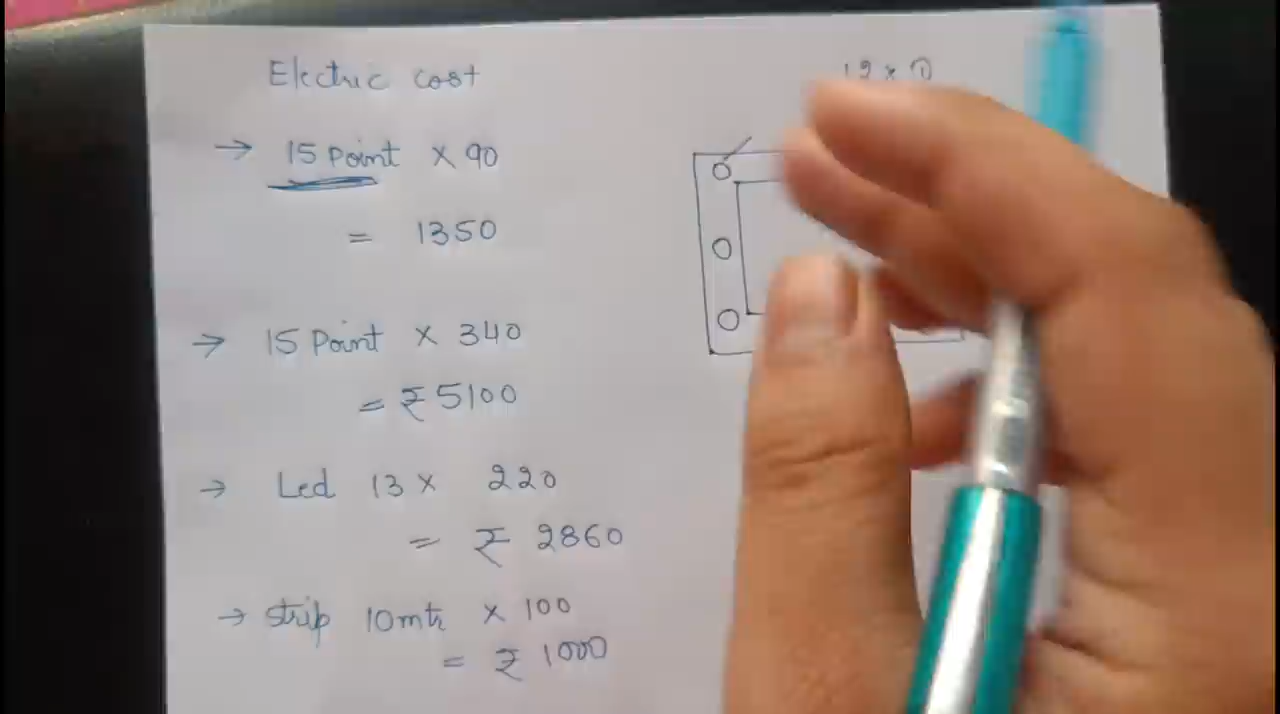 Electric cost
→ 15 Point × 90
= 1350
→ 15 Point × 340
= ₹ 5100
→ Led 13 × 220
= ₹ 2860
→ Strip 10mtr × 100
= ₹ 1000